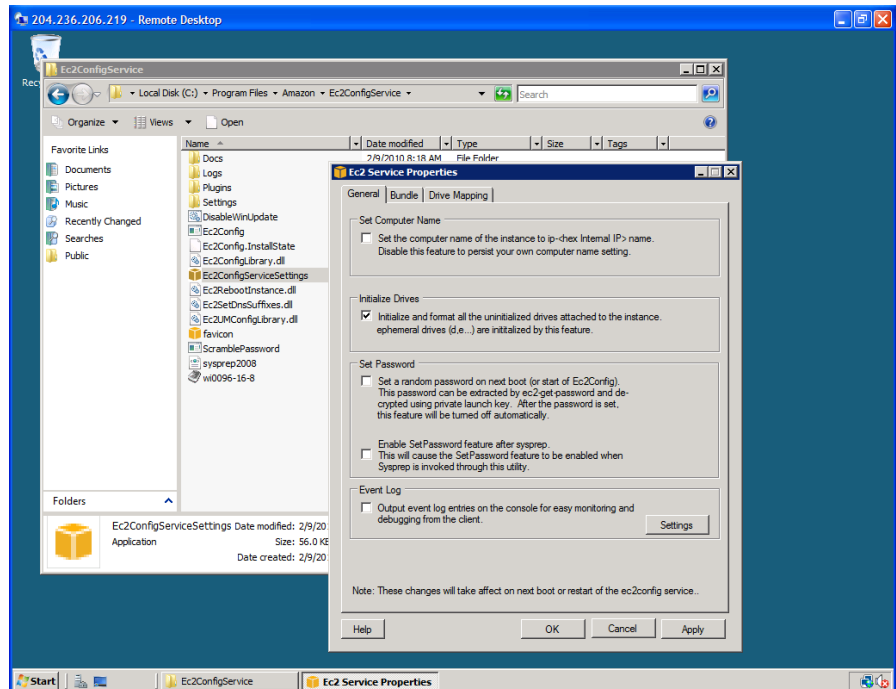 204.236.206.219 - Remote Desktop
Ec2ConfigService
Local Disk (C:) Program Files Amazon Ec2ConfigService
Search
Organize Views Open
Favorite Links
Documents
Pictures
Music
Recently Changed
Searches
Public
Folders
Name Date modified Type Size Tags
Docs 2/9/2010 8:18 AM File Folder
Logs
Plugins
Settings
DisableWinUpdate
Ec2Config
Ec2Config.InstallState
Ec2ConfigLibrary.dll
Ec2ConfigServiceSettings
Ec2RebootInstance.dll
Ec2SetDnsSuffixes.dll
Ec2UMConfigLibrary.dll
favicon
ScramblePassword
sysprep2008
wi0096-16-8
Ec2ConfigServiceSettings Date modified: 2/9/20
Application Size: 56.0 KB
Date created: 2/9/20
Ec2 Service Properties
General Bundle Drive Mapping
Set Computer Name
Set the computer name of the instance to ip-<hex Internal IP> name.
Disable this feature to persist your own computer name setting.
Initialize Drives
Initialize and format all the uninitialized drives attached to the instance.
ephemeral drives (d,e...) are inititalized by this feature.
Set Password
Set a random password on next boot (or start of Ec2Config).
This password can be extracted by ec2-get-password and de-
crypted using private launch key. After the password is set,
this feature will be turned off automatically.
Enable SetPassword feature after sysprep.
This will cause the SetPassword feature to be enabled when
Sysprep is invoked through this utility.
Event Log
Output event log entries on the console for easy monitoring and
debugging from the client.
Settings
Note: These changes will take affect on next boot or restart of the ec2config service..
Help OK Cancel Apply
Start Ec2ConfigService Ec2 Service Properties